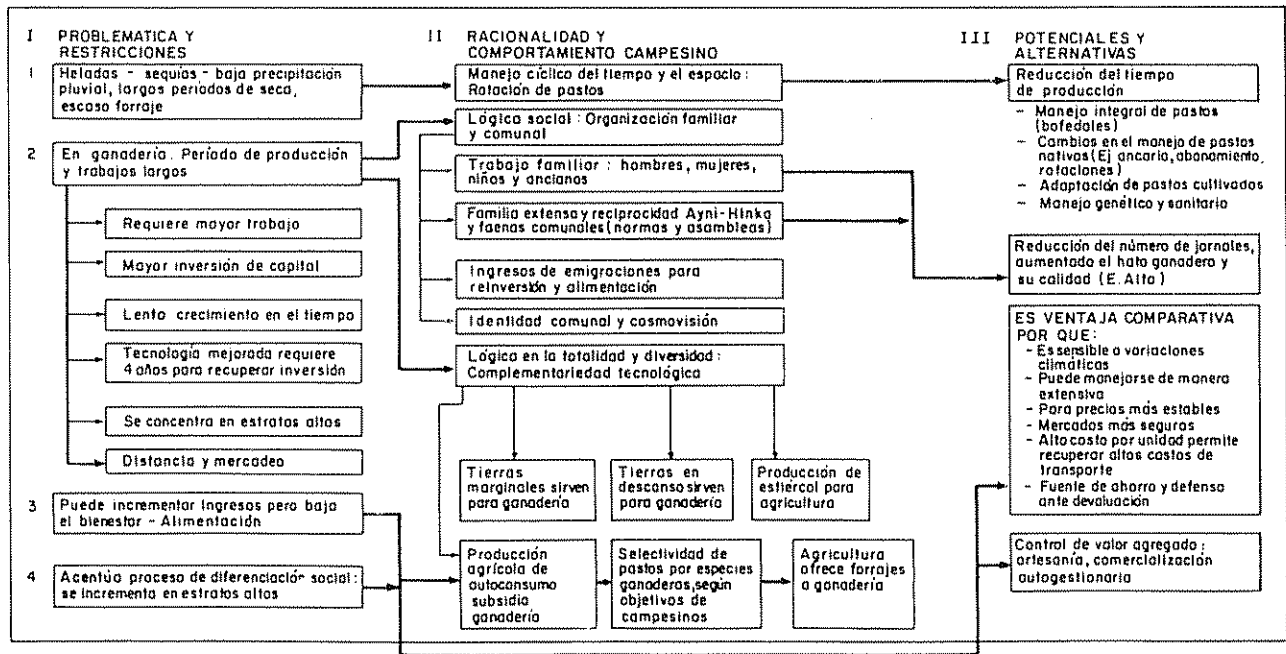 I PROBLEMATICA Y
RESTRICCIONES
1 Heladas - sequías - baja precipitación
pluvial, largos períodos de seca,
escaso forraje
2 En ganadería. Período de producción
y trabajos largos
Requiere mayor trabajo
Mayor inversión de capital
Lento crecimiento en el tiempo
Tecnología mejorada requiere
4 años para recuperar inversión
Se concentra en estratos altos
Distancia y mercadeo
3 Puede incrementar Ingresos pero baja
el bienestar - Alimentación
4 Acentúa proceso de diferenciación social:
se incrementa en estratos altos
II RACIONALIDAD Y
COMPORTAMIENTO CAMPESINO
Manejo cíclico del tiempo y el espacio:
Rotación de pastos
Lógica social: Organización familiar
y comunal
Trabajo familiar: hombres, mujeres,
niños y ancianos
Familia extensa y reciprocidad Ayni-Hinka
y faenas comunales (normas y asambleas)
Ingresos de emigraciones para
reinversión y alimentación
Identidad comunal y cosmovisión
Lógica en la totalidad y diversidad:
Complementariedad tecnológica
Tierras
marginales sirven
para ganadería
Tierras en
descanso sirven
para ganadería
Producción de
estiércol para
agricultura
Producción
agrícola de
autoconsumo
subsidia
ganadería
Selectividad de
pastos por especies
ganaderas, según
objetivos de
campesinos
Agricultura
ofrece forrajes
a ganadería
III POTENCIALES Y
ALTERNATIVAS
Reducción del tiempo
de producción
- Manejo integral de pastos
(bofedales)
- Cambios en el manejo de pastos
nativos (Ej ancario, abonamiento,
rotaciones)
- Adaptación de pastos cultivados
- Manejo genético y sanitario
Reducción del número de jornales,
aumentado el hato ganadero y
su calidad (E. Alto)
ES VENTAJA COMPARATIVA
POR QUE:
- Es sensible a variaciones
climáticas
- Puede manejarse de manera
extensiva
- Para precios más estables
- Mercados más seguros
- Alto costo por unidad permite
recuperar altos costos de
transporte
- Fuente de ahorro y defensa
ante devaluación
Control de valor agregado:
artesanía, comercialización
autogestionaria